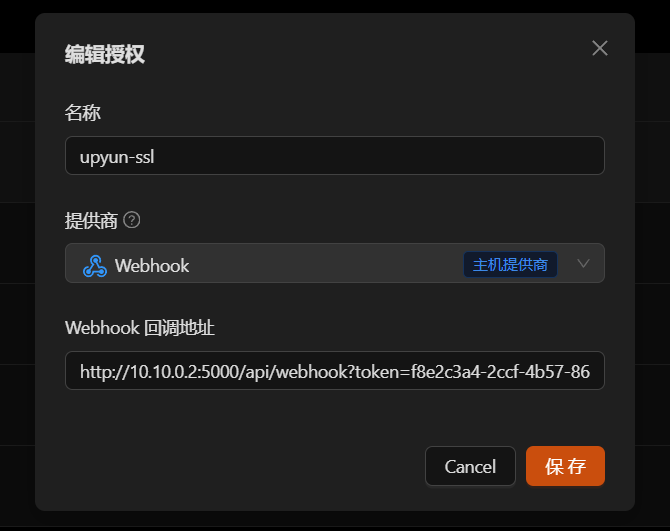 编辑授权
名称
upyun-ssl
提供商
Webhook 主机提供商
Webhook 回调地址
http://10.10.0.2:5000/api/webhook?token=f8e2c3a4-2ccf-4b57-86
Cancel 保存